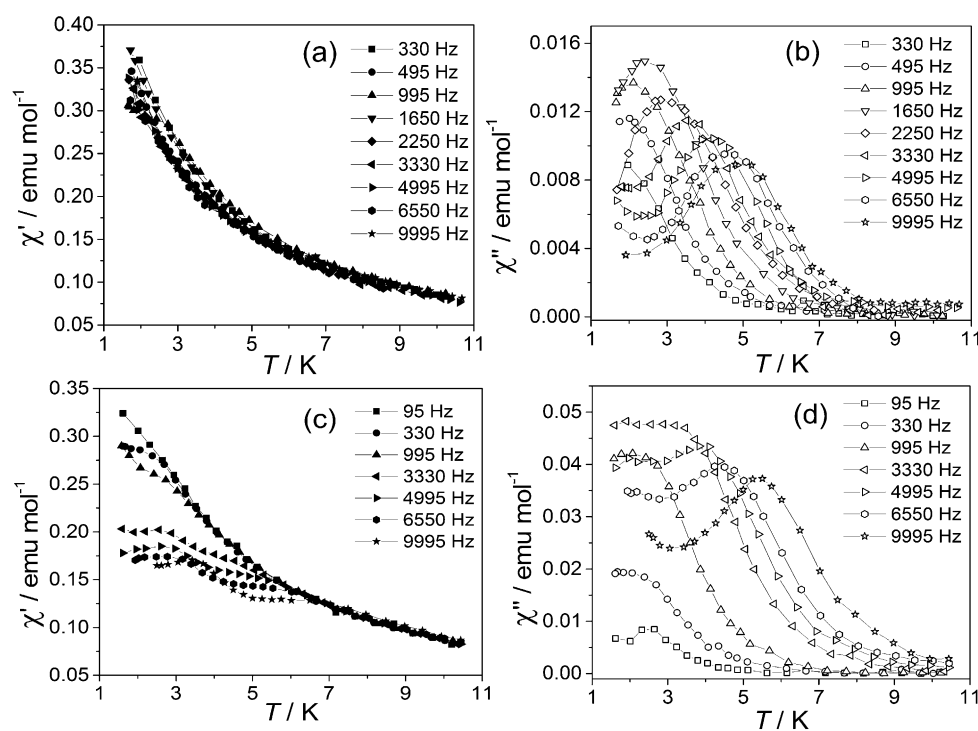 (a)
0.40
0.35
0.30
0.25
0.20
0.15
0.10
0.05
χ' / emu mol⁻¹
330 Hz
495 Hz
995 Hz
1650 Hz
2250 Hz
3330 Hz
4995 Hz
6550 Hz
9995 Hz
1 3 5 7 9 11
T / K
(b)
0.016
0.012
0.008
0.004
0.000
χ'' / emu mol⁻¹
330 Hz
495 Hz
995 Hz
1650 Hz
2250 Hz
3330 Hz
4995 Hz
6550 Hz
9995 Hz
1 3 5 7 9 11
T / K
(c)
0.35
0.30
0.25
0.20
0.15
0.10
0.05
χ' / emu mol⁻¹
95 Hz
330 Hz
995 Hz
3330 Hz
4995 Hz
6550 Hz
9995 Hz
1 3 5 7 9 11
T / K
(d)
0.05
0.04
0.03
0.02
0.01
0.00
χ'' / emu mol⁻¹
95 Hz
330 Hz
995 Hz
3330 Hz
4995 Hz
6550 Hz
9995 Hz
1 3 5 7 9 11
T / K